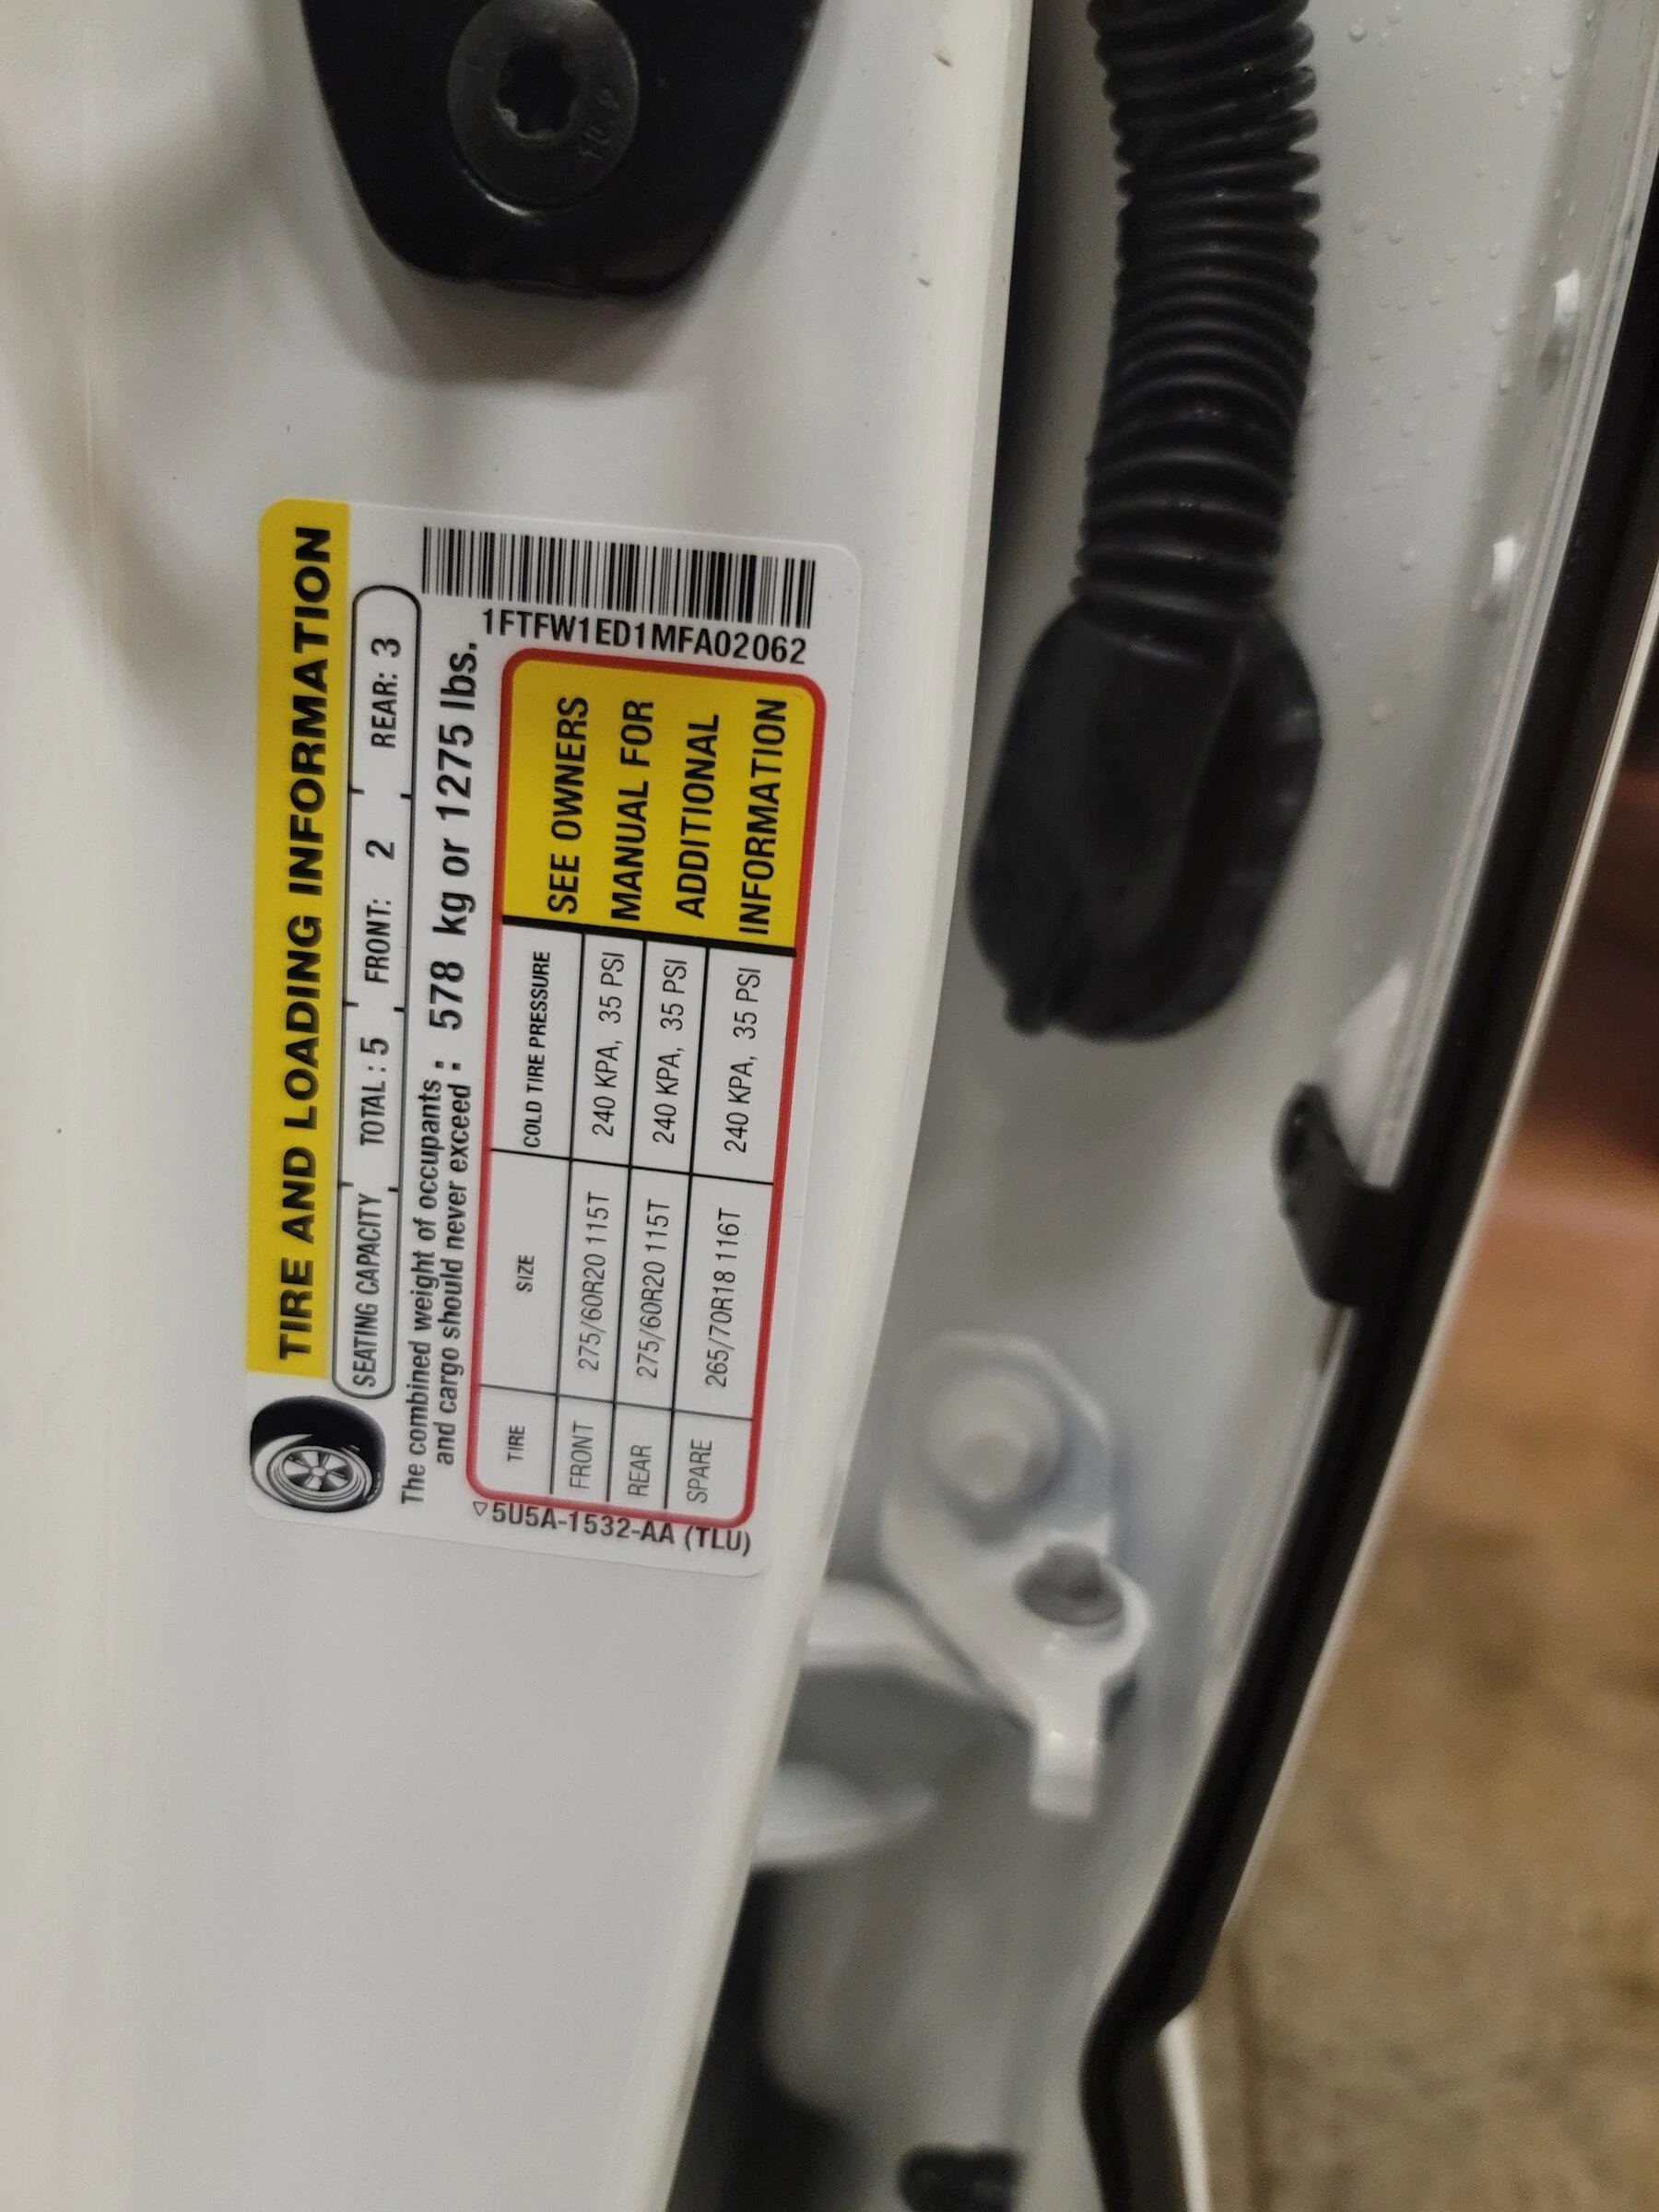 TIRE AND LOADING INFORMATION
SEATING CAPACITY TOTAL : 5 FRONT: 2 REAR: 3
The combined weight of occupants
and cargo should never exceed : 578 kg or 1275 lbs.
TIRE SIZE COLD TIRE PRESSURE
FRONT 275/60R20 115T 240 KPA, 35 PSI
REAR 275/60R20 115T 240 KPA, 35 PSI
SPARE 265/70R18 116T 240 KPA, 35 PSI
SEE OWNERS
MANUAL FOR
ADDITIONAL
INFORMATION
5U5A-1532-AA (TLU)
1FTFW1ED1MFA02062